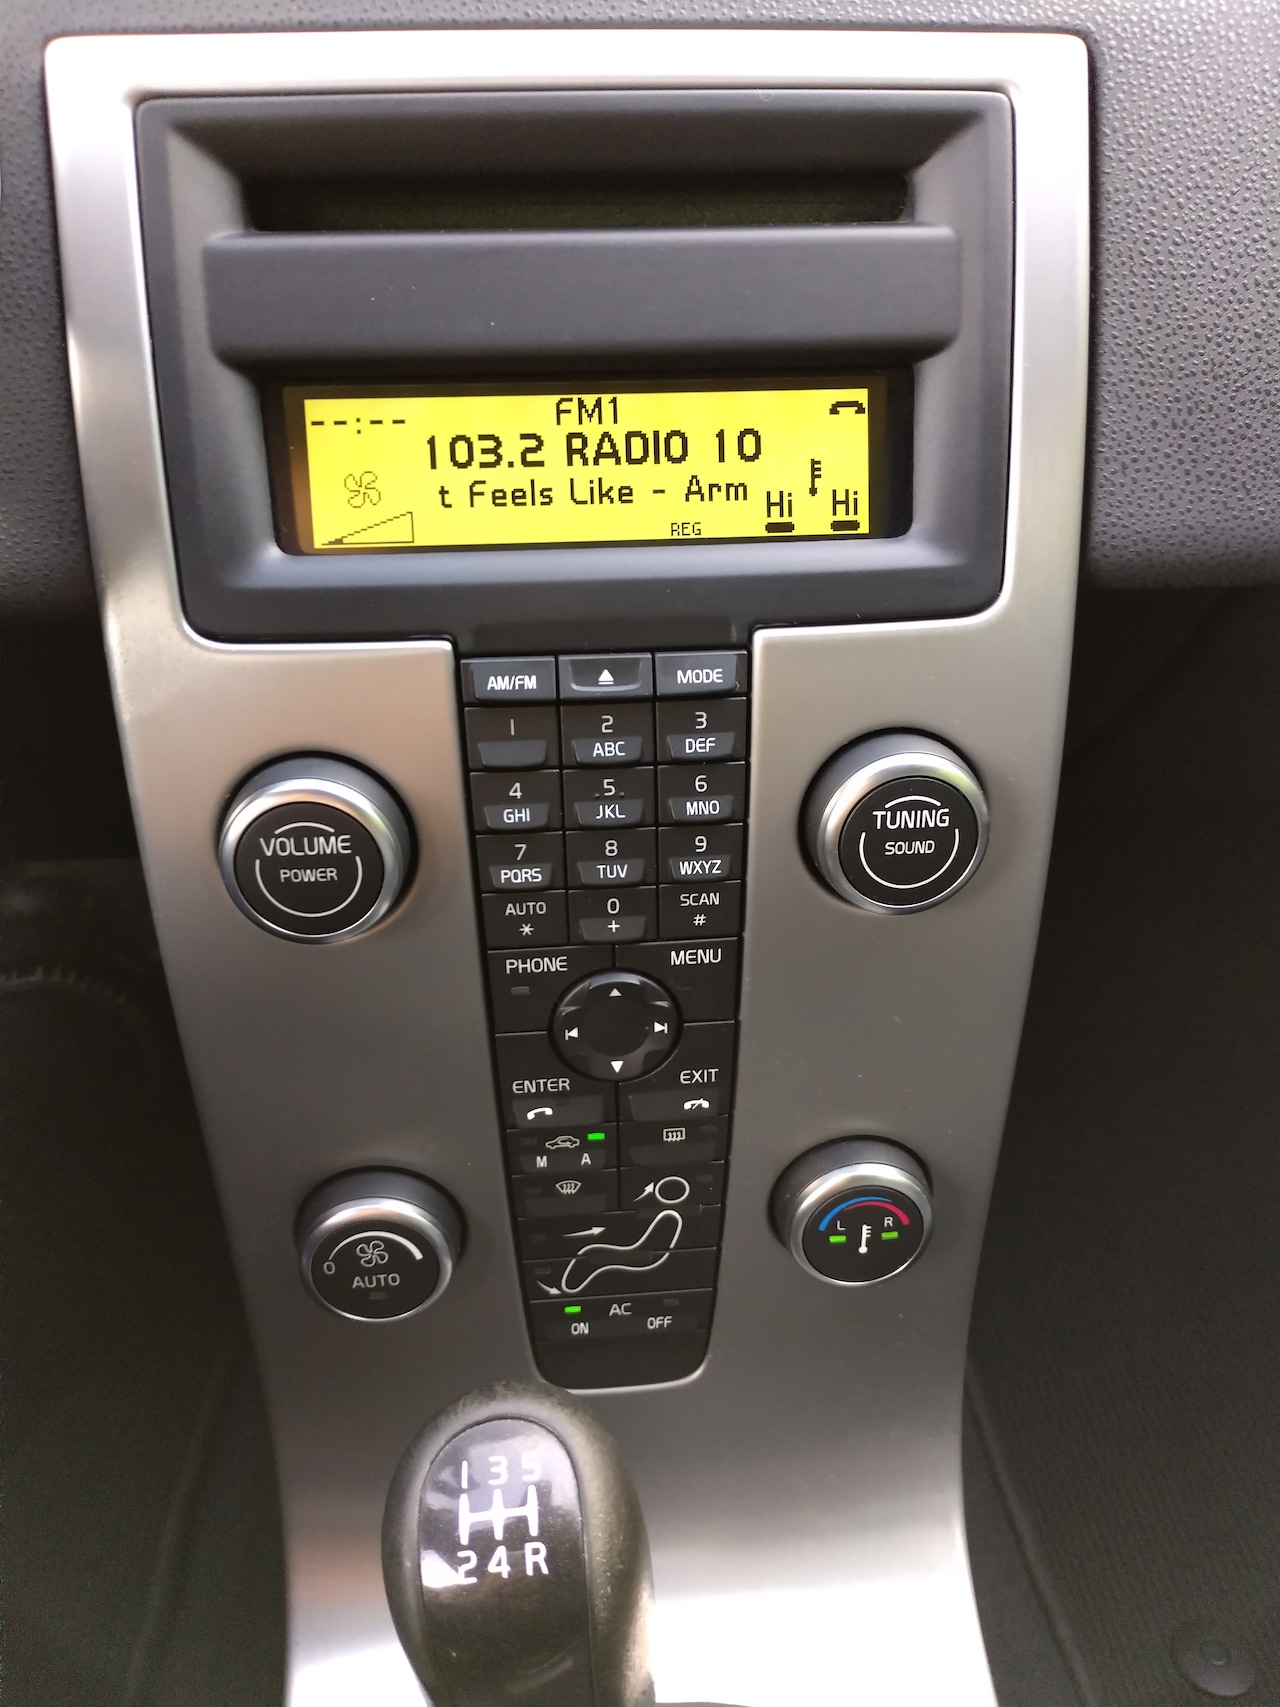 --:--
FM1
103.2 RADIO 10
t Feels Like - Arm
Hi Hi
REG
AM/FM MODE
1 2 3
ABC DEF
4 5 6
GHI JKL MNO
7 8 9
PQRS TUV WXYZ
AUTO 0 SCAN
* + #
VOLUME
POWER
TUNING
SOUND
PHONE MENU
ENTER EXIT
M A
0
AUTO
L R
AC
ON OFF
1 3 5
2 4 R